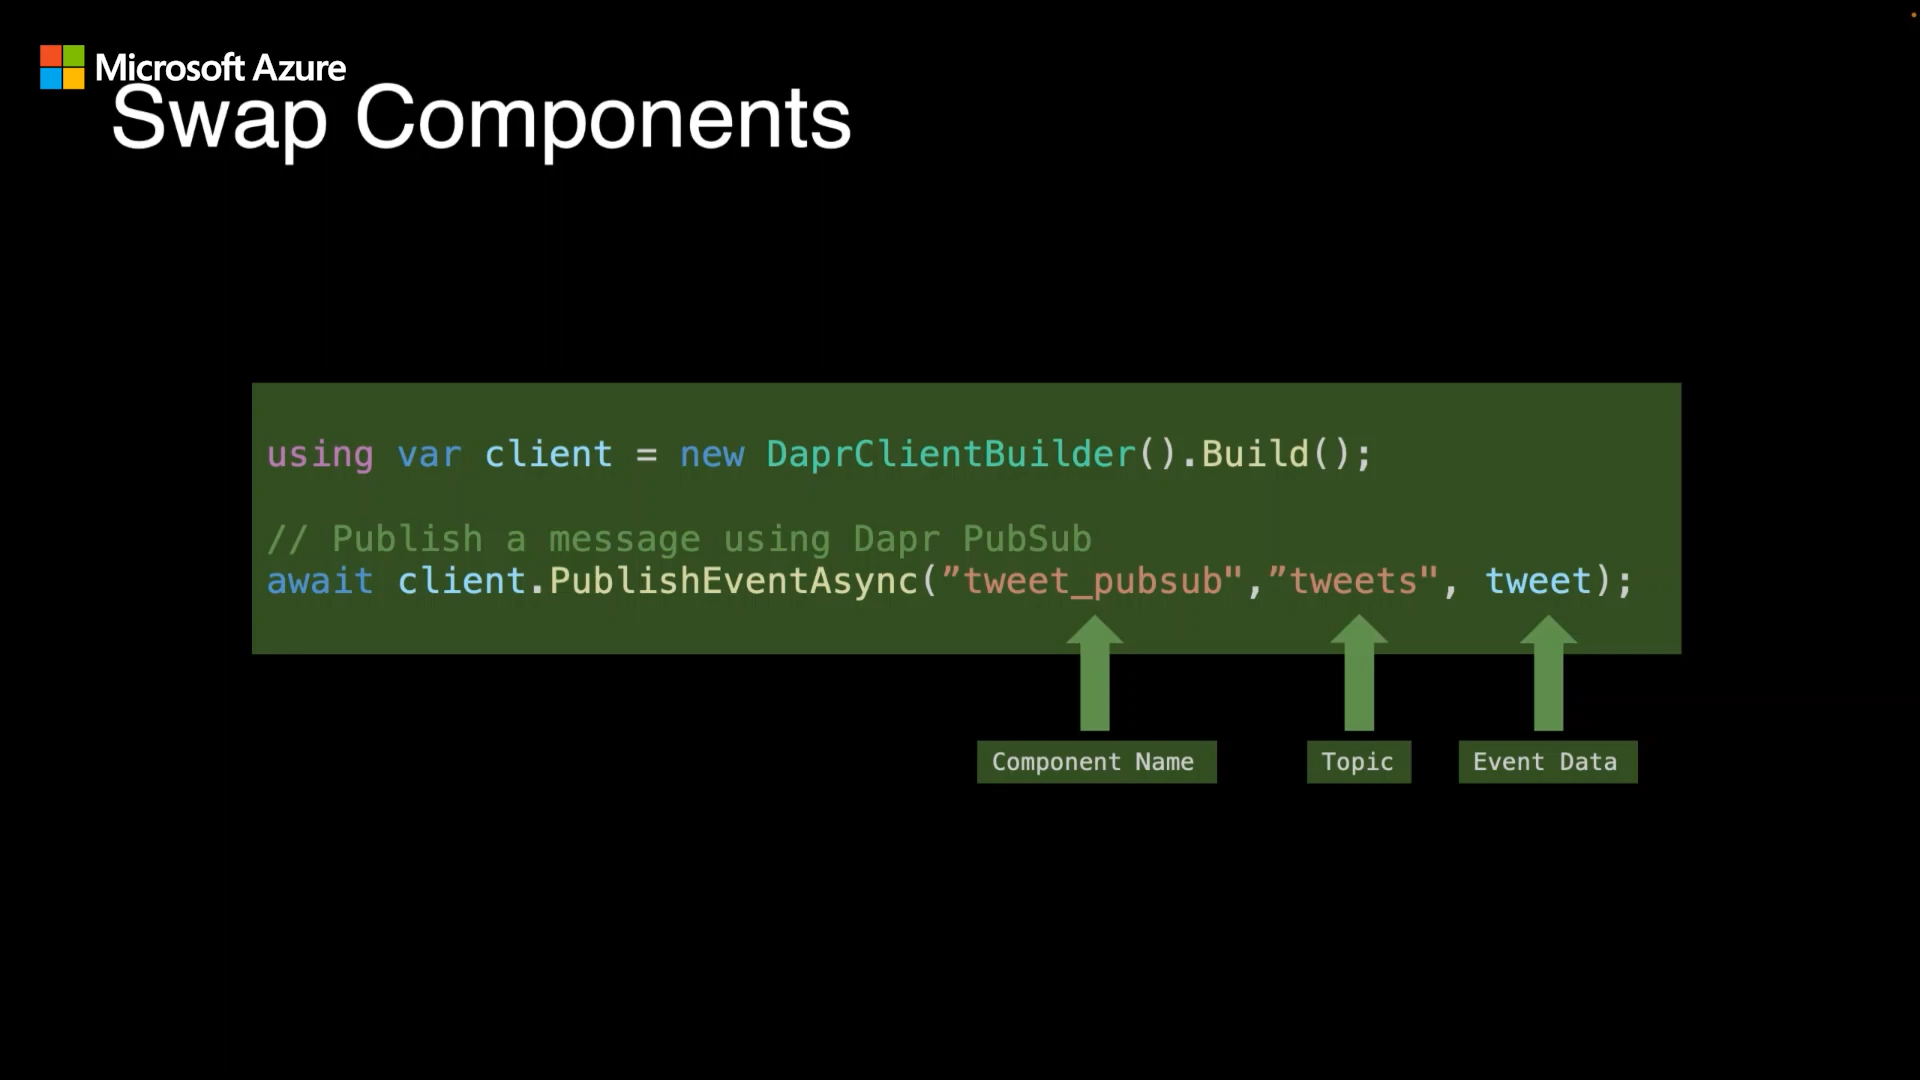 Microsoft Azure
Swap Components
using var client = new DaprClientBuilder().Build();
// Publish a message using Dapr PubSub
await client.PublishEventAsync(”tweet_pubsub",”tweets", tweet);
Component Name
Topic
Event Data